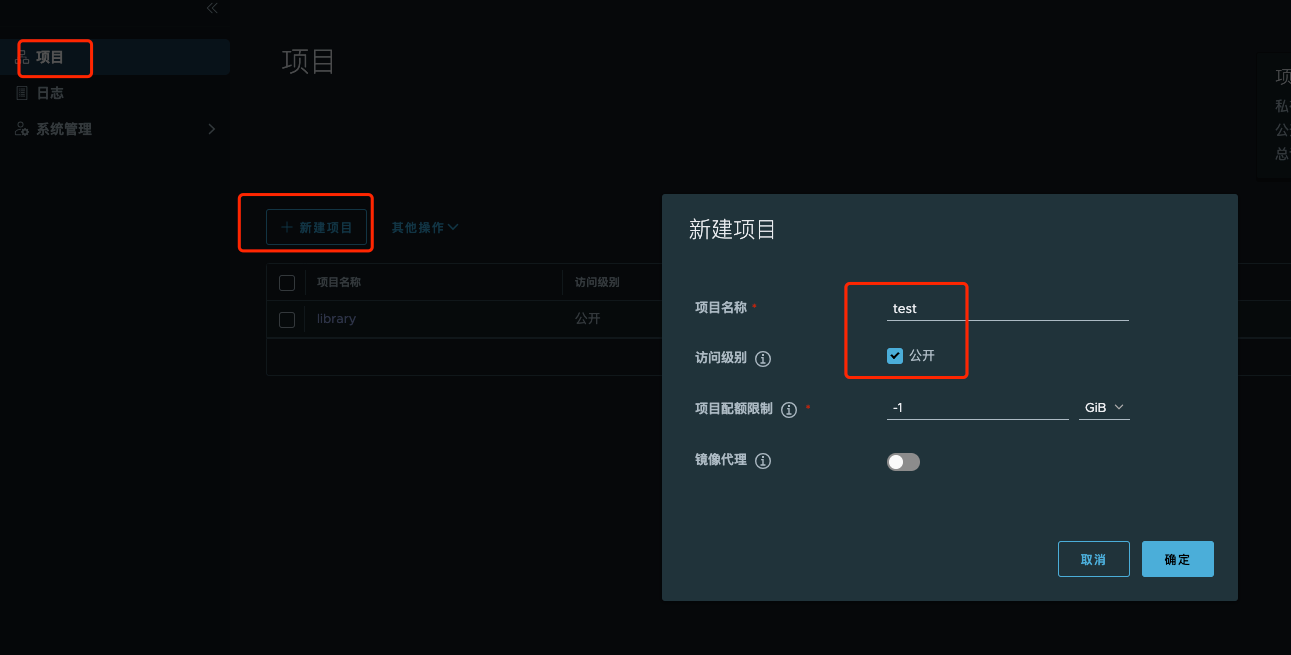 项目
日志
系统管理
项目
新建项目
其他操作
项目名称
访问级别
library
公开
项
私
公
总
新建项目
项目名称 *
test
访问级别
公开
项目配额限制 *
-1
GiB
镜像代理
取消
确定